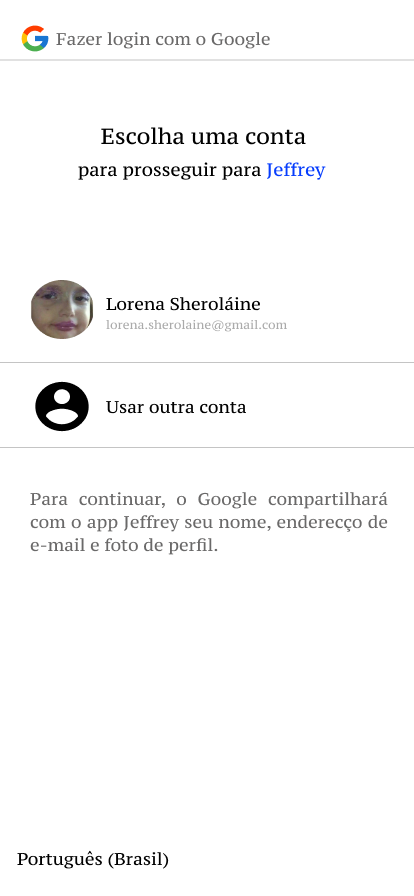 Fazer login com o Google
Escolha uma conta
para prosseguir para Jeffrey
Lorena Sheroláine
lorena.sherolaine@gmail.com
Usar outra conta
Para continuar, o Google compartilhará
com o app Jeffrey seu nome, enderecço de
e-mail e foto de perfil.
Português (Brasil)